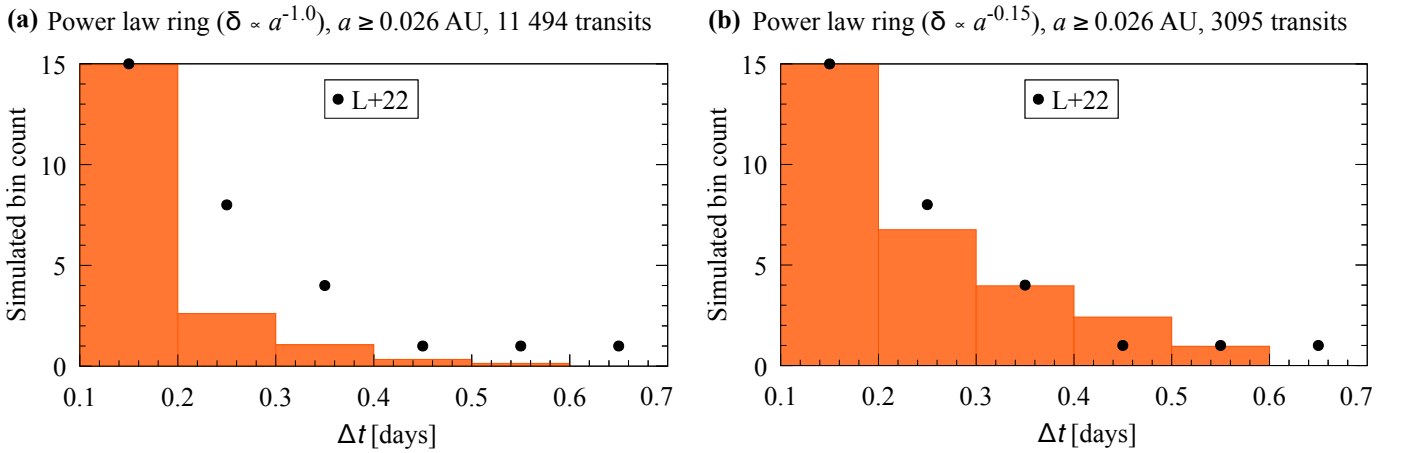 (a) Power law ring (δ ∝ a^-1.0), a ≥ 0.026 AU, 11 494 transits
Simulated bin count
15
10
5
0
L+22
0.1 0.2 0.3 0.4 0.5 0.6 0.7
Δt [days]
(b) Power law ring (δ ∝ a^-0.15), a ≥ 0.026 AU, 3095 transits
Simulated bin count
15
10
5
0
L+22
0.1 0.2 0.3 0.4 0.5 0.6 0.7
Δt [days]